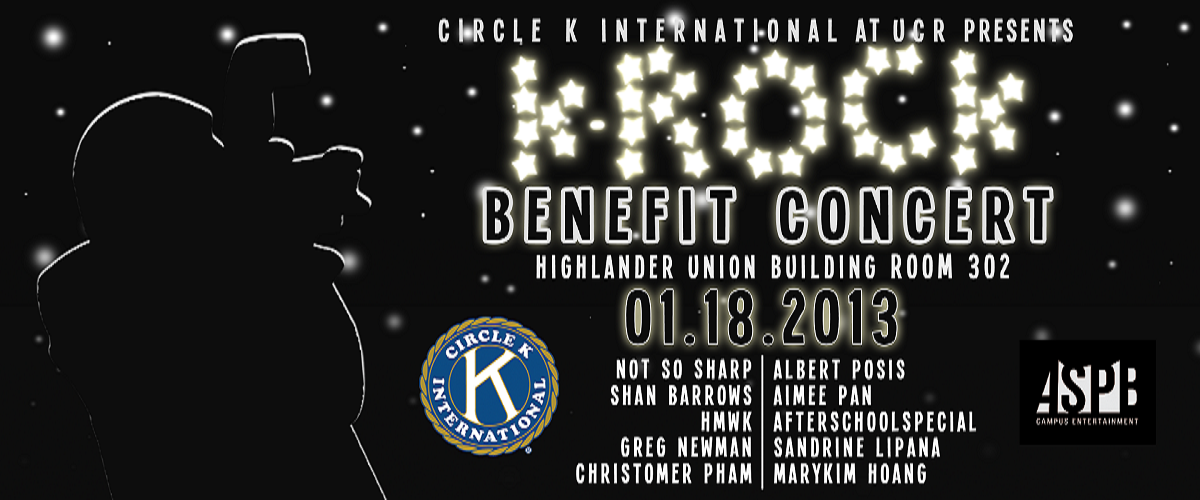 CIRCLE K INTERNATIONAL AT UCR PRESENTS
K-ROCK
BENEFIT CONCERT
HIGHLANDER UNION BUILDING ROOM 302
01.18.2013
CIRCLE K
K
INTERNATIONAL
®
NOT SO SHARP
SHAN BARROWS
HMWK
GREG NEWMAN
CHRISTOMER PHAM
ALBERT POSIS
AIMEE PAN
AFTERSCHOOLSPECIAL
SANDRINE LIPANA
MARYKIM HOANG
ASPB
CAMPUS ENTERTAINMENT